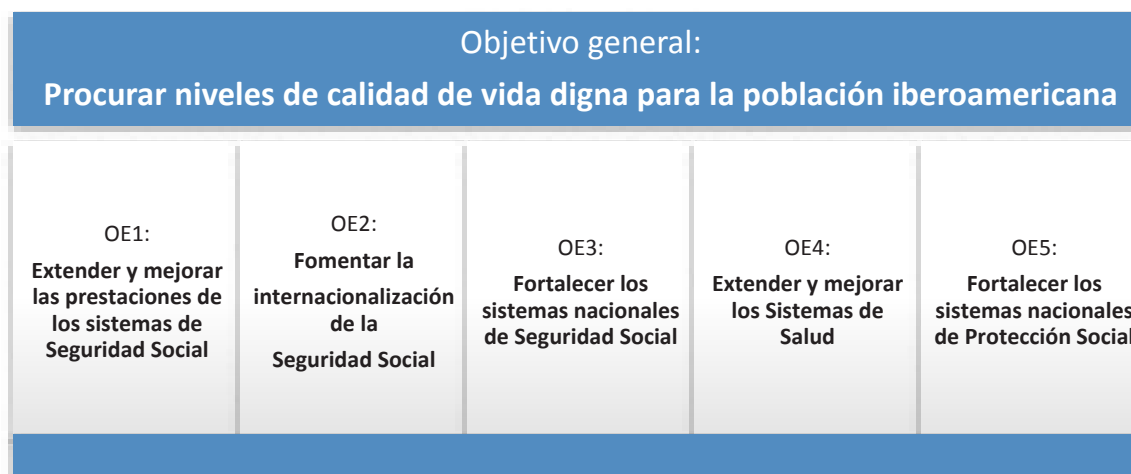 Objetivo general:
Procurar niveles de calidad de vida digna para la población iberoamericana
OE1:
Extender y mejorar
las prestaciones de
los sistemas de
Seguridad Social
OE2:
Fomentar la
internacionalización
de la
Seguridad Social
OE3:
Fortalecer los
sistemas nacionales
de Seguridad Social
OE4:
Extender y mejorar
los Sistemas de
Salud
OE5:
Fortalecer los
sistemas nacionales
de Protección Social